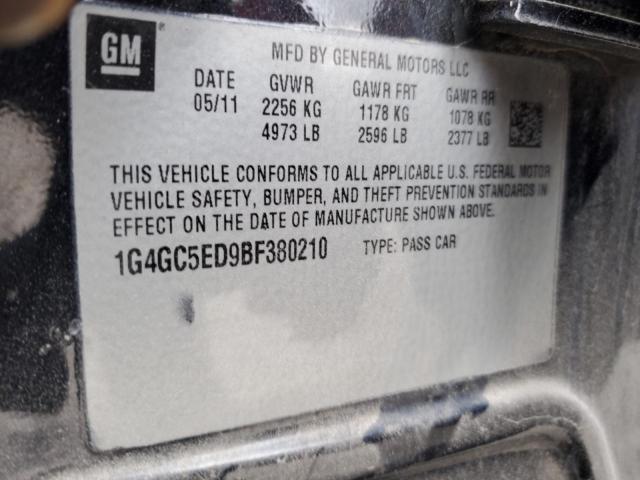 GM
MFD BY GENERAL MOTORS LLC
DATE GVWR GAWR FRT GAWR RR
05/11 2256 KG 1178 KG 1078 KG
4973 LB 2596 LB 2377 LB
THIS VEHICLE CONFORMS TO ALL APPLICABLE U.S. FEDERAL MOTOR
VEHICLE SAFETY, BUMPER, AND THEFT PREVENTION STANDARDS IN
EFFECT ON THE DATE OF MANUFACTURE SHOWN ABOVE.
1G4GC5ED9BF380210 TYPE: PASS CAR